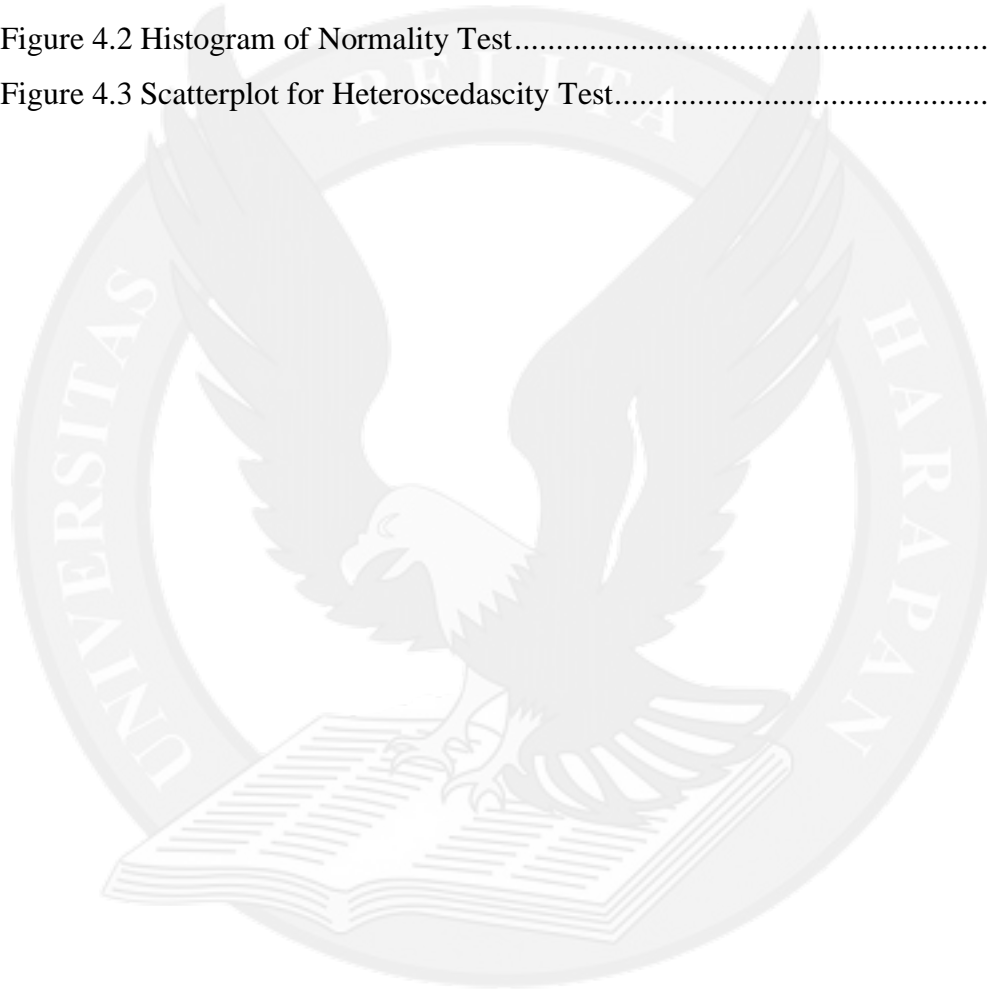 Figure 4.2 Histogram of Normality Test................................................
Figure 4.3 Scatterplot for Heteroscedascity Test.....................................
UNIVERSITAS PELITA HARAPAN